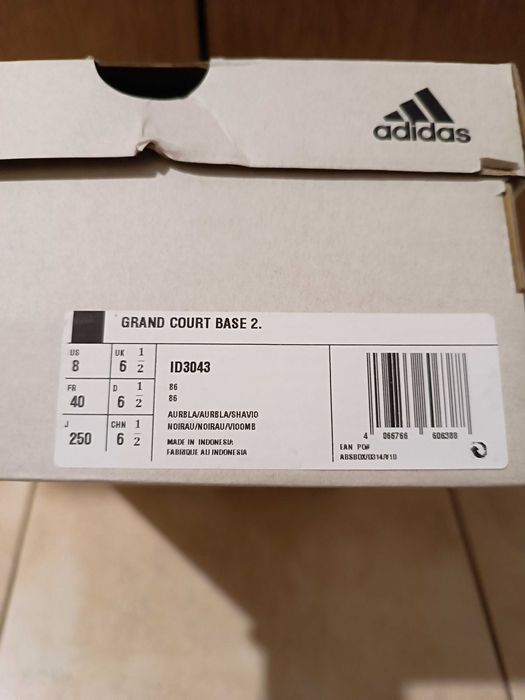 adidas
GRAND COURT BASE 2.
US 8 UK 6 1/2
FR 40 D 6 1/2
J 250 CHN 6 1/2
ID3043
86
86
AURBLA/AURBLA/SHAVIO
NOIRAU/NOIRAU/VIOOMB
MADE IN INDONESIA
FABRIQUE AU INDONESIA
4 066766 606388
EAN PO#